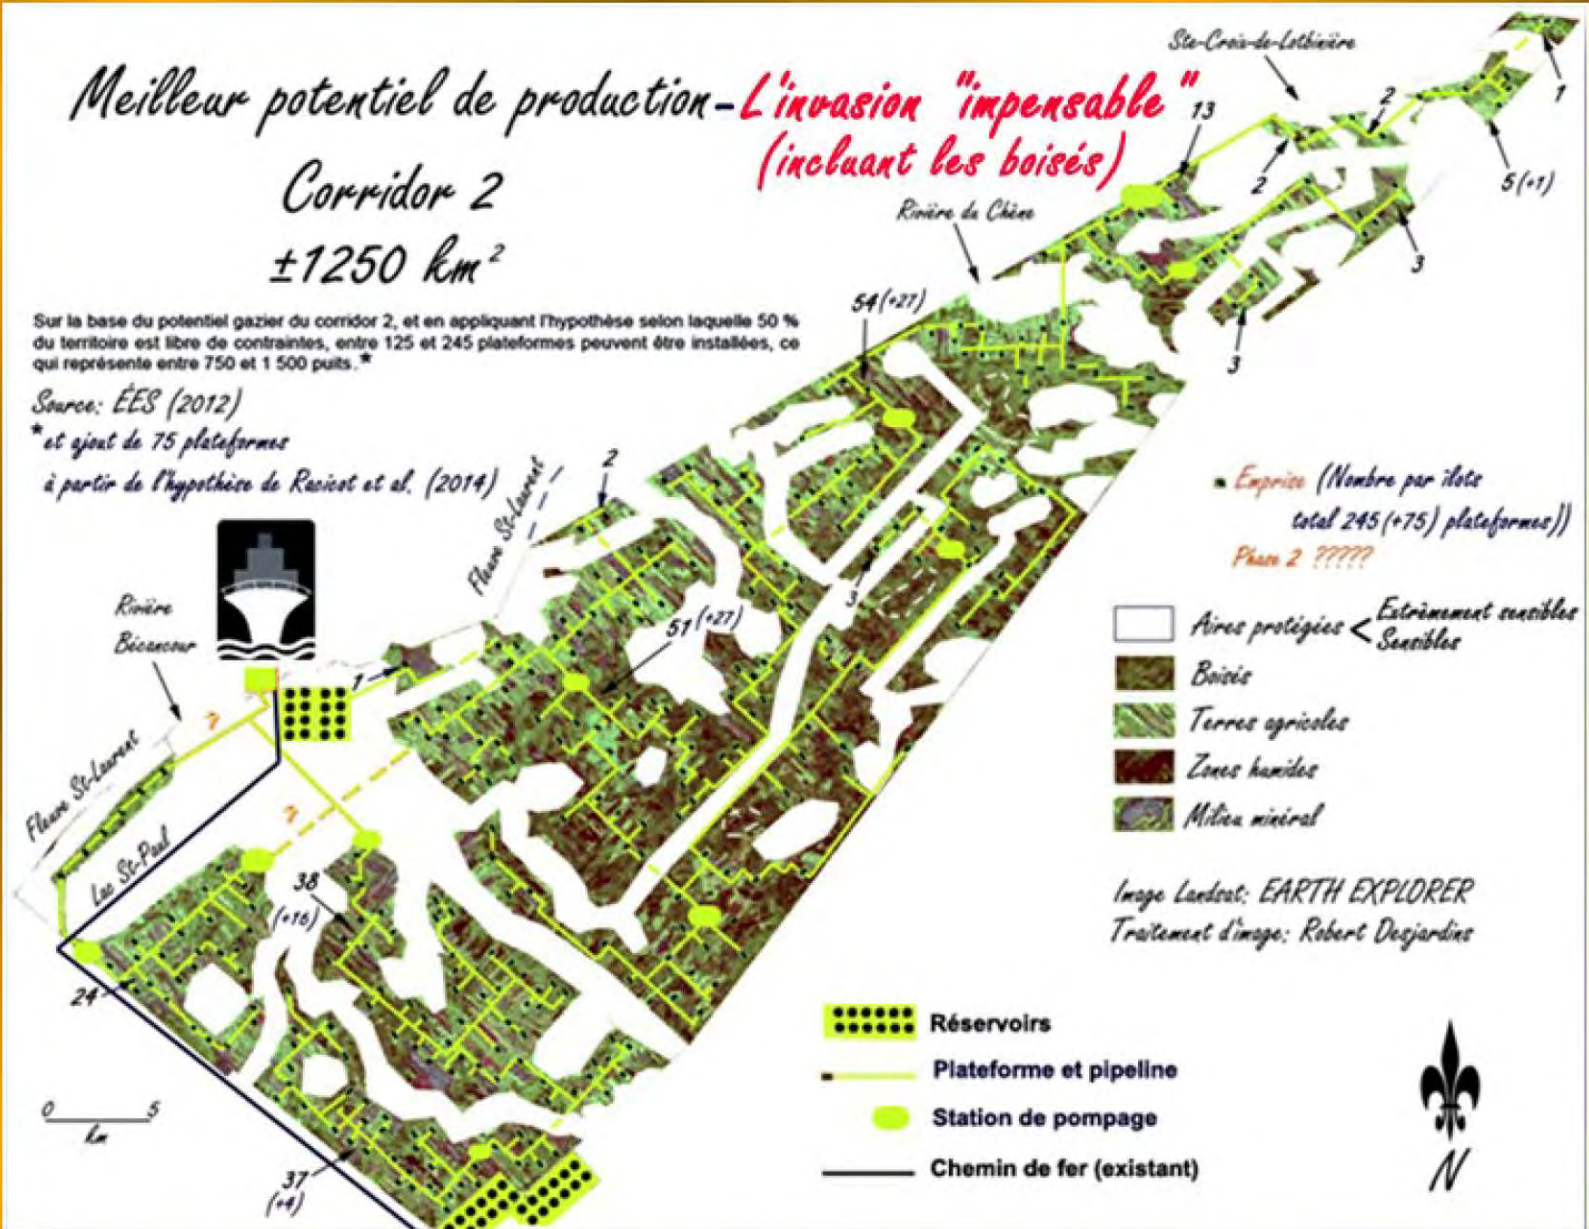 Meilleur potentiel de production-L'invasion "impensable"
(incluant les boisés)
Corridor 2
±1250 km²
Sur la base du potentiel gazier du corridor 2, et en appliquant l'hypothèse selon laquelle 50 %
du territoire est libre de contraintes, entre 125 et 245 plateformes peuvent être installées, ce
qui représente entre 750 et 1 500 puits.*
Source: ÉES (2012)
*et ajout de 75 plateformes
à partir de l'hypothèse de Racicot et al. (2014)
Ste-Croix-de-Lotbinière
Rivière du Chêne
13
2
2
1
5 (+1)
3
3
54 (+27)
Fleuve St-Laurent
2
3
51 (+27)
Rivière
Bécancour
1
?
Fleuve St-Laurent
?
Lac St-Paul
38
(+16)
24
37
(+4)
0 5
km
Emprise (Nombre par îlots
total 245 (+75) plateformes))
Phase 2 ?????
Aires protégées < Extrêmement sensibles
Sensibles
Boisés
Terres agricoles
Zones humides
Milieu minéral
Image Landsat: EARTH EXPLORER
Traitement d'image: Robert Desjardins
Réservoirs
Plateforme et pipeline
Station de pompage
Chemin de fer (existant)
N